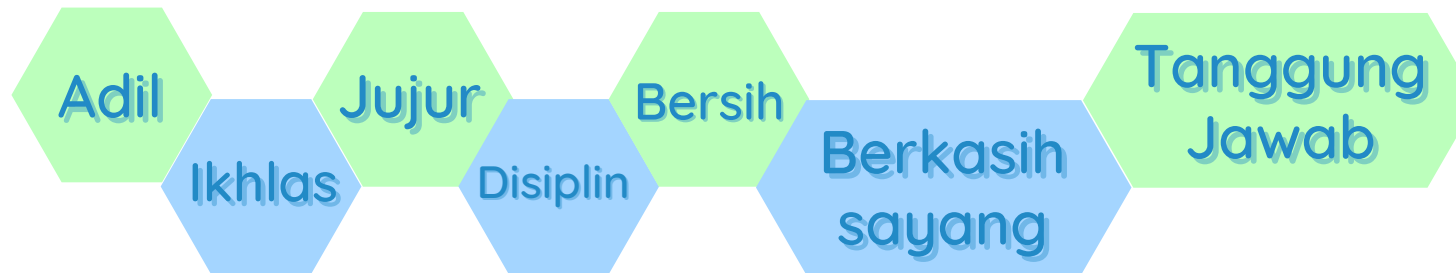 Adil
Ikhlas
Jujur
Disiplin
Bersih
Berkasih
sayang
Tanggung
Jawab